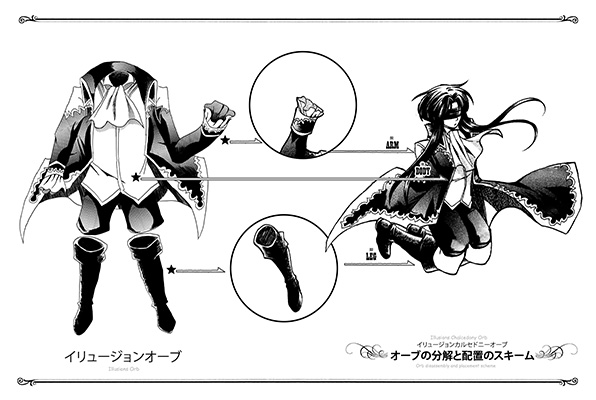 ARM
BODY
LEG
イリュージョンオーブ
Illusione Orb
Illusione Chalcedony Orb
イリュージョンカルセドニーオーブ
オーブの分解と配置のスキーム
Orb disassembly and placement scheme